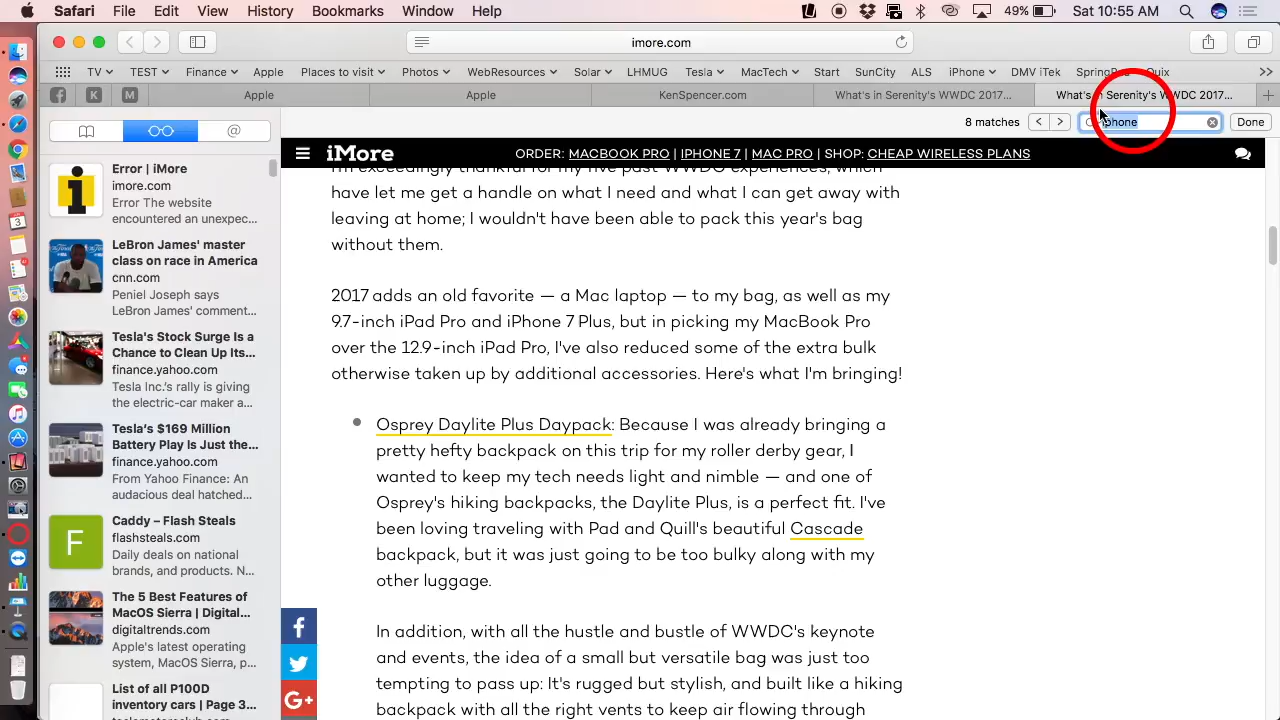 Safari File Edit View History Bookmarks Window Help 49% Sat 10:55 AM
imore.com
TV TEST Finance Apple Places to visit Photos WebResources Solar LHMUG Tesla MacTech Start SunCity ALS iPhone DMV iTek Quix
Apple Apple KenSpencer.com What's in Serenity's WWDC 2017... What's in Serenity's WWDC 2017...
8 matches iphone Done
iMore ORDER: MACBOOK PRO | IPHONE 7 | MAC PRO | SHOP: CHEAP WIRELESS PLANS
Error | iMore
imore.com
Error The website
encountered an unexpec...
LeBron James' master
class on race in America
cnn.com
Peniel Joseph says
LeBron James' comment...
Tesla's Stock Surge Is a
Chance to Clean Up Its...
finance.yahoo.com
Tesla Inc.'s rally is giving
the electric-car maker a...
Tesla's $169 Million
Battery Play Is Just the...
finance.yahoo.com
From Yahoo Finance: An
audacious deal hatched...
F
Caddy – Flash Steals
flashsteals.com
Daily deals on national
brands, and products. N...
The 5 Best Features of
MacOS Sierra | Digital...
digitaltrends.com
Apple's latest operating
system, MacOS Sierra, p...
List of all P100D
inventory cars | Page 3...
I'm exceedingly thankful for my five past WWDC experiences, which
have let me get a handle on what I need and what I can get away with
leaving at home; I wouldn't have been able to pack this year's bag
without them.
2017 adds an old favorite — a Mac laptop — to my bag, as well as my
9.7-inch iPad Pro and iPhone 7 Plus, but in picking my MacBook Pro
over the 12.9-inch iPad Pro, I've also reduced some of the extra bulk
otherwise taken up by additional accessories. Here's what I'm bringing!
Osprey Daylite Plus Daypack: Because I was already bringing a
pretty hefty backpack on this trip for my roller derby gear, I
wanted to keep my tech needs light and nimble — and one of
Osprey's hiking backpacks, the Daylite Plus, is a perfect fit. I've
been loving traveling with Pad and Quill's beautiful Cascade
backpack, but it was just going to be too bulky along with my
other luggage.
In addition, with all the hustle and bustle of WWDC's keynote
and events, the idea of a small but versatile bag was just too
tempting to pass up: It's rugged but stylish, and built like a hiking
backpack with all the right vents to keep air flowing through